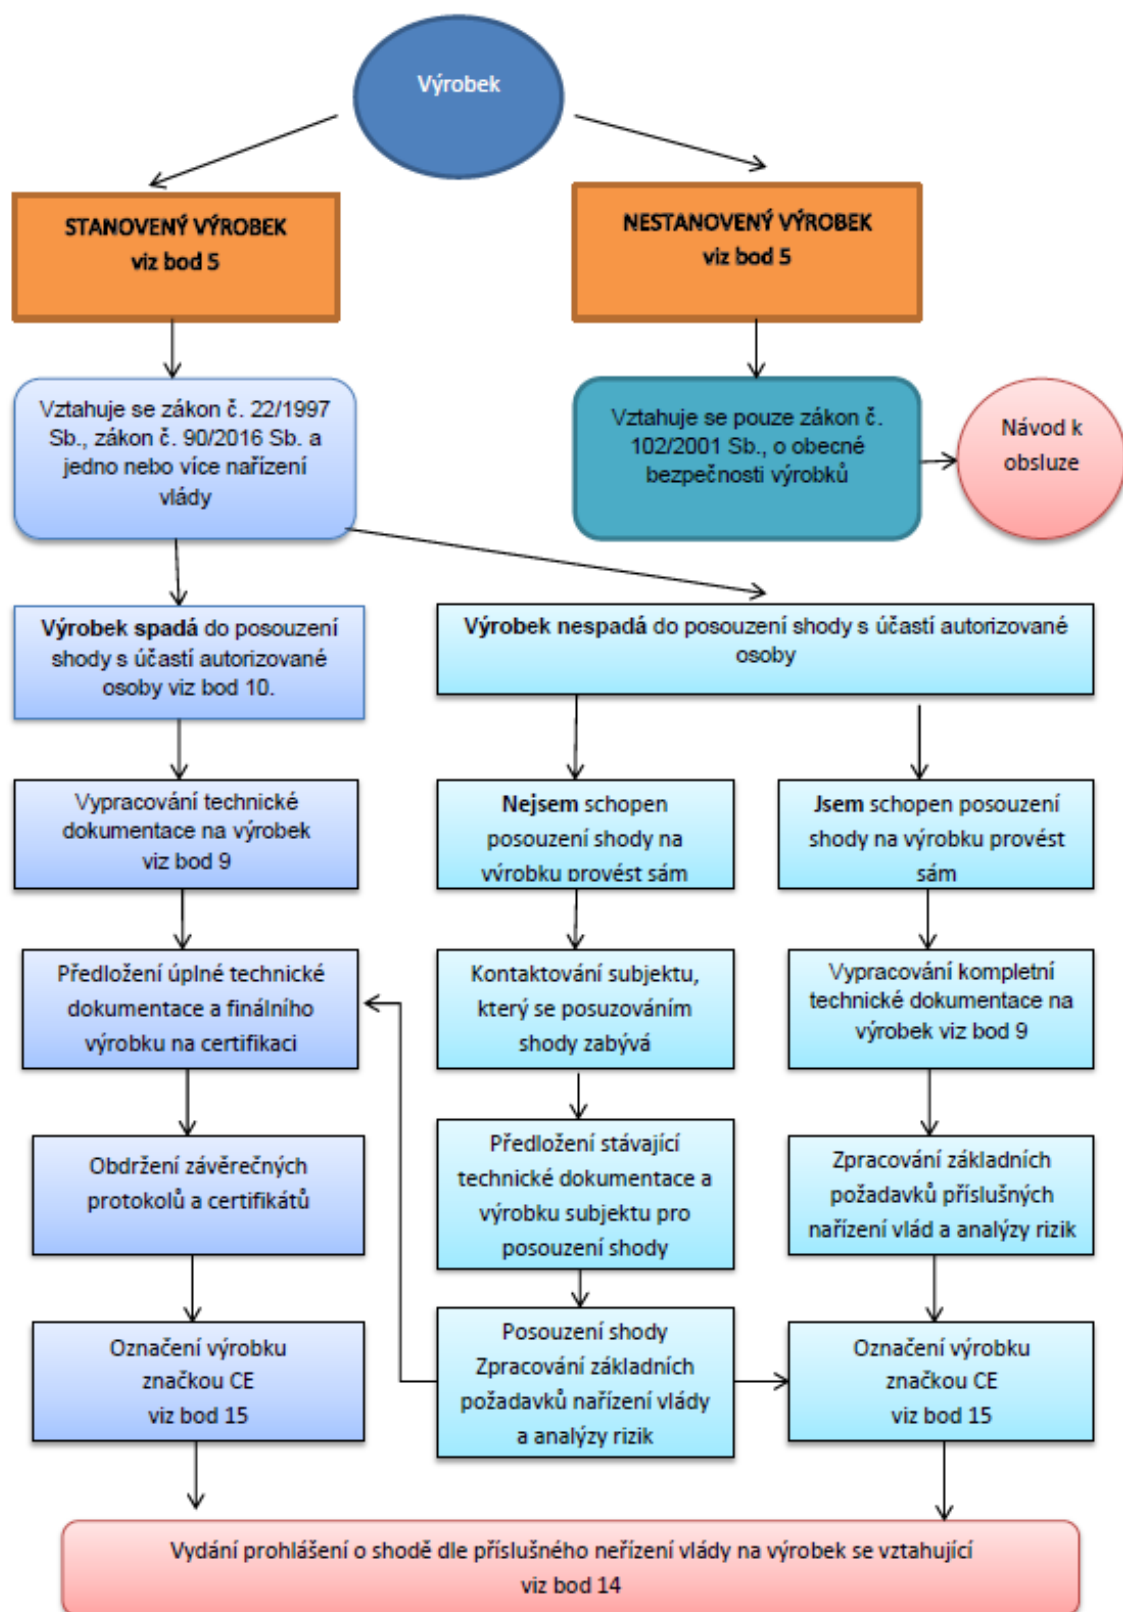 Výrobek
STANOVENÝ VÝROBEK
viz bod 5
NESTANOVENÝ VÝROBEK
viz bod 5
Vztahuje se zákon č. 22/1997
Sb., zákon č. 90/2016 Sb. a
jedno nebo více nařízení
vlády
Vztahuje se pouze zákon č.
102/2001 Sb., o obecné
bezpečnosti výrobků
Návod k
obsluze
Výrobek spadá do posouzení
shody s účastí autorizované
osoby viz bod 10.
Výrobek nespadá do posouzení shody s účastí autorizované
osoby
Vypracování technické
dokumentace na výrobek
viz bod 9
Nejsem schopen
posouzení shody na
výrobku provést sám
Jsem schopen posouzení
shody na výrobku provést
sám
Předložení úplné technické
dokumentace a finálního
výrobku na certifikaci
Kontaktování subjektu,
který se posuzováním
shody zabývá
Vypracování kompletní
technické dokumentace na
výrobek viz bod 9
Obdržení závěrečných
protokolů a certifikátů
Předložení stávající
technické dokumentace a
výrobku subjektu pro
posouzení shody
Zpracování základních
požadavků příslušných
nařízení vlád a analýzy rizik
Označení výrobku
značkou CE
viz bod 15
Posouzení shody
Zpracování základních
požadavků nařízení vlády
a analýzy rizik
Označení výrobku
značkou CE
viz bod 15
Vydání prohlášení o shodě dle příslušného neřízení vlády na výrobek se vztahující
viz bod 14